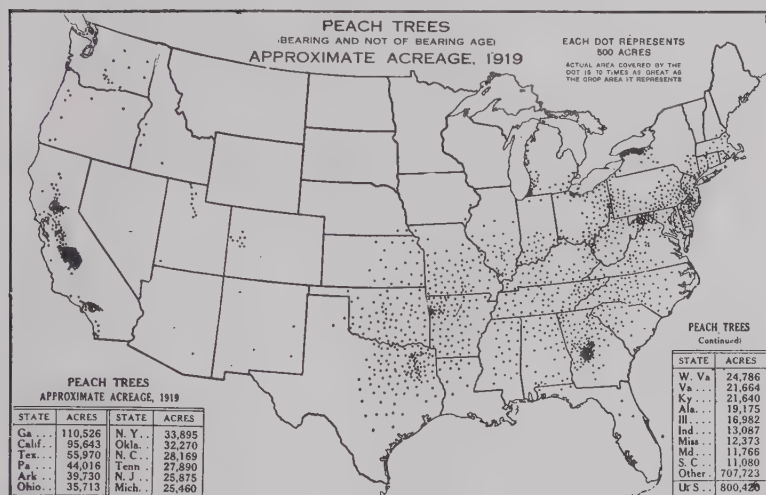 PEACH TREES
(BEARING AND NOT OF BEARING AGE)
APPROXIMATE ACREAGE, 1919
EACH DOT REPRESENTS
500 ACRES
ACTUAL AREA COVERED BY THE
DOT IS 10 TIMES AS GREAT AS
THE CROP AREA IT REPRESENTS
PEACH TREES
APPROXIMATE ACREAGE, 1919
STATE ACRES STATE ACRES
Ga ... 110,526 N. Y. . 33,895
Calif.. 95,643 Okla. . 32,270
Tex... 55,970 N. C. . 28,169
Pa ... 44,016 Tenn . 27,890
Ark .. 39,730 N. J. . . 25,875
Ohio.. 35,713 Mich. . 25,460
PEACH TREES
Continued)
STATE ACRES
W. Va 24,786
Va ... 21,664
Ky ... 21,640
Ala... 19,175
Ill .... 16,982
Ind ... 13,087
Miss .. 12,373
Md ... 11,766
S. C . . 11,080
Other . 707,723
U. S . .